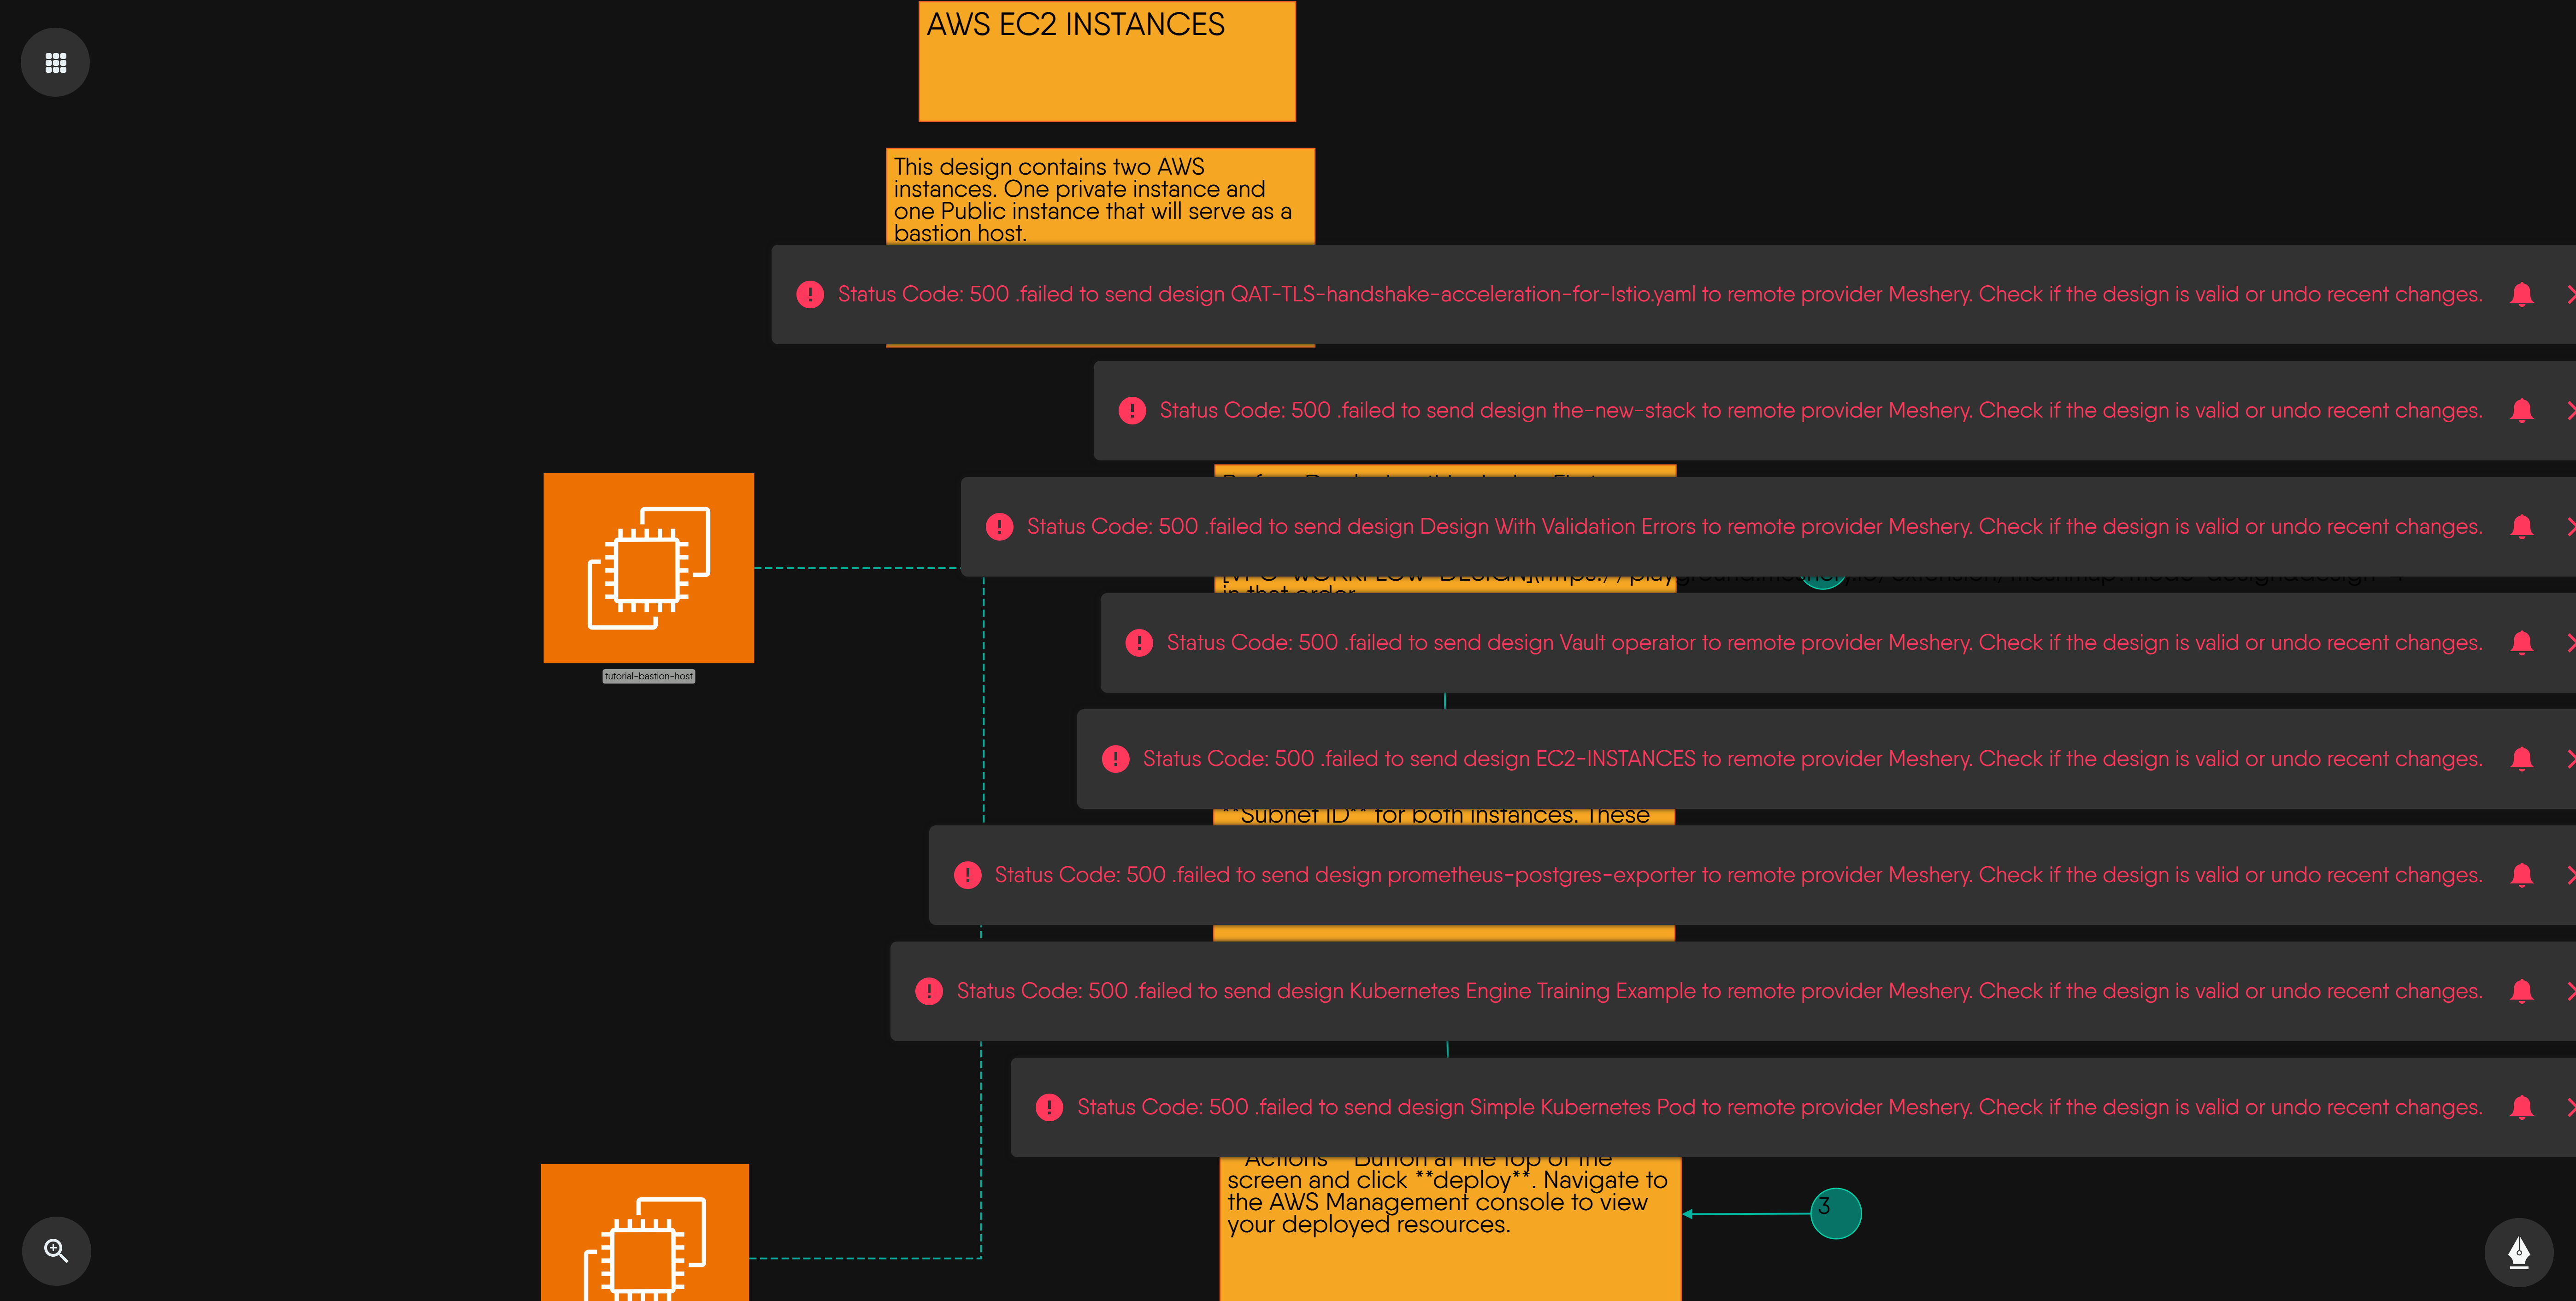 AWS EC2 INSTANCES
This design contains two AWS
instances. One private instance and
one Public instance that will serve as a
bastion host.
Status Code: 500 .failed to send design QAT-TLS-handshake-acceleration-for-Istio.yaml to remote provider Meshery. Check if the design is valid or undo recent changes.
Status Code: 500 .failed to send design the-new-stack to remote provider Meshery. Check if the design is valid or undo recent changes.
Status Code: 500 .failed to send design Design With Validation Errors to remote provider Meshery. Check if the design is valid or undo recent changes.
in that order
Status Code: 500 .failed to send design Vault operator to remote provider Meshery. Check if the design is valid or undo recent changes.
tutorial-bastion-host
Status Code: 500 .failed to send design EC2-INSTANCES to remote provider Meshery. Check if the design is valid or undo recent changes.
**Subnet ID** for both instances. These
Status Code: 500 .failed to send design prometheus-postgres-exporter to remote provider Meshery. Check if the design is valid or undo recent changes.
Status Code: 500 .failed to send design Kubernetes Engine Training Example to remote provider Meshery. Check if the design is valid or undo recent changes.
Status Code: 500 .failed to send design Simple Kubernetes Pod to remote provider Meshery. Check if the design is valid or undo recent changes.
Actions Button at the top of the
screen and click **deploy**. Navigate to
the AWS Management console to view
your deployed resources.
3